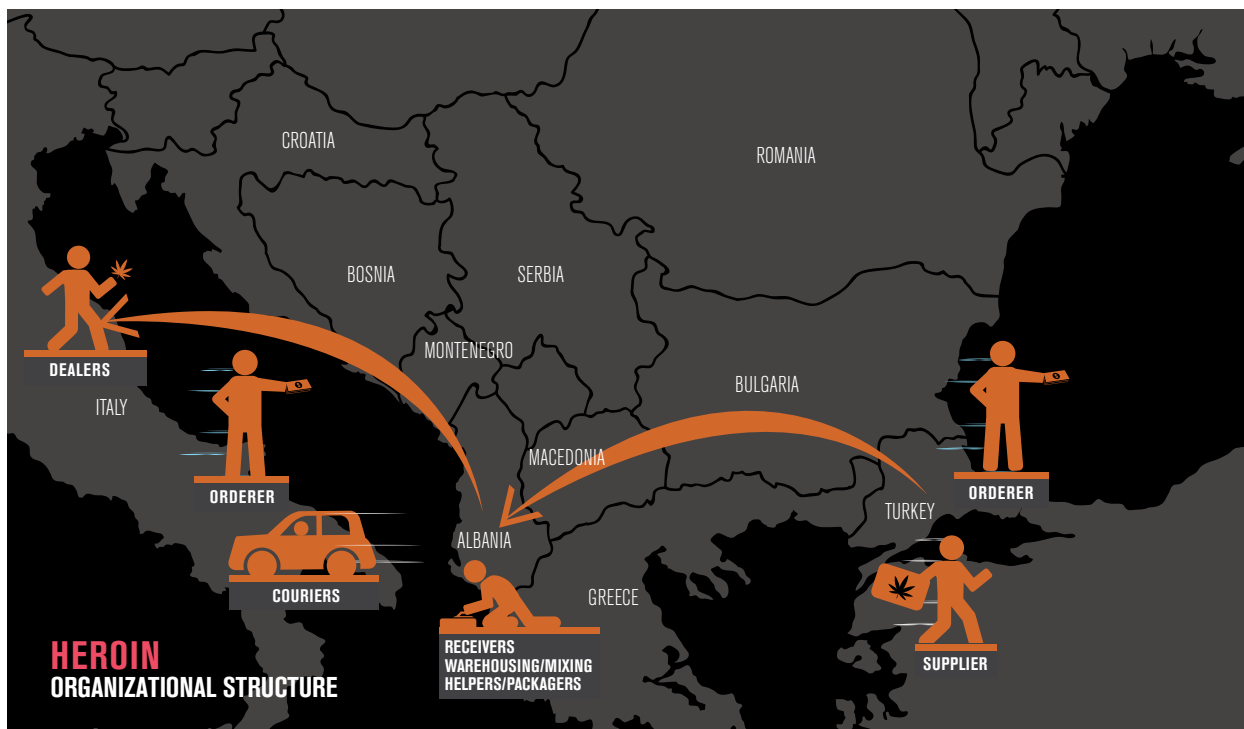 CROATIA
ROMANIA
BOSNIA
SERBIA
MONTENEGRO
DEALERS
BULGARIA
ITALY
MACEDONIA
ORDERER
ORDERER
TURKEY
ALBANIA
COURIERS
GREECE
RECEIVERS
WAREHOUSING/MIXING
HELPERS/PACKAGERS
SUPPLIER
HEROIN
ORGANIZATIONAL STRUCTURE